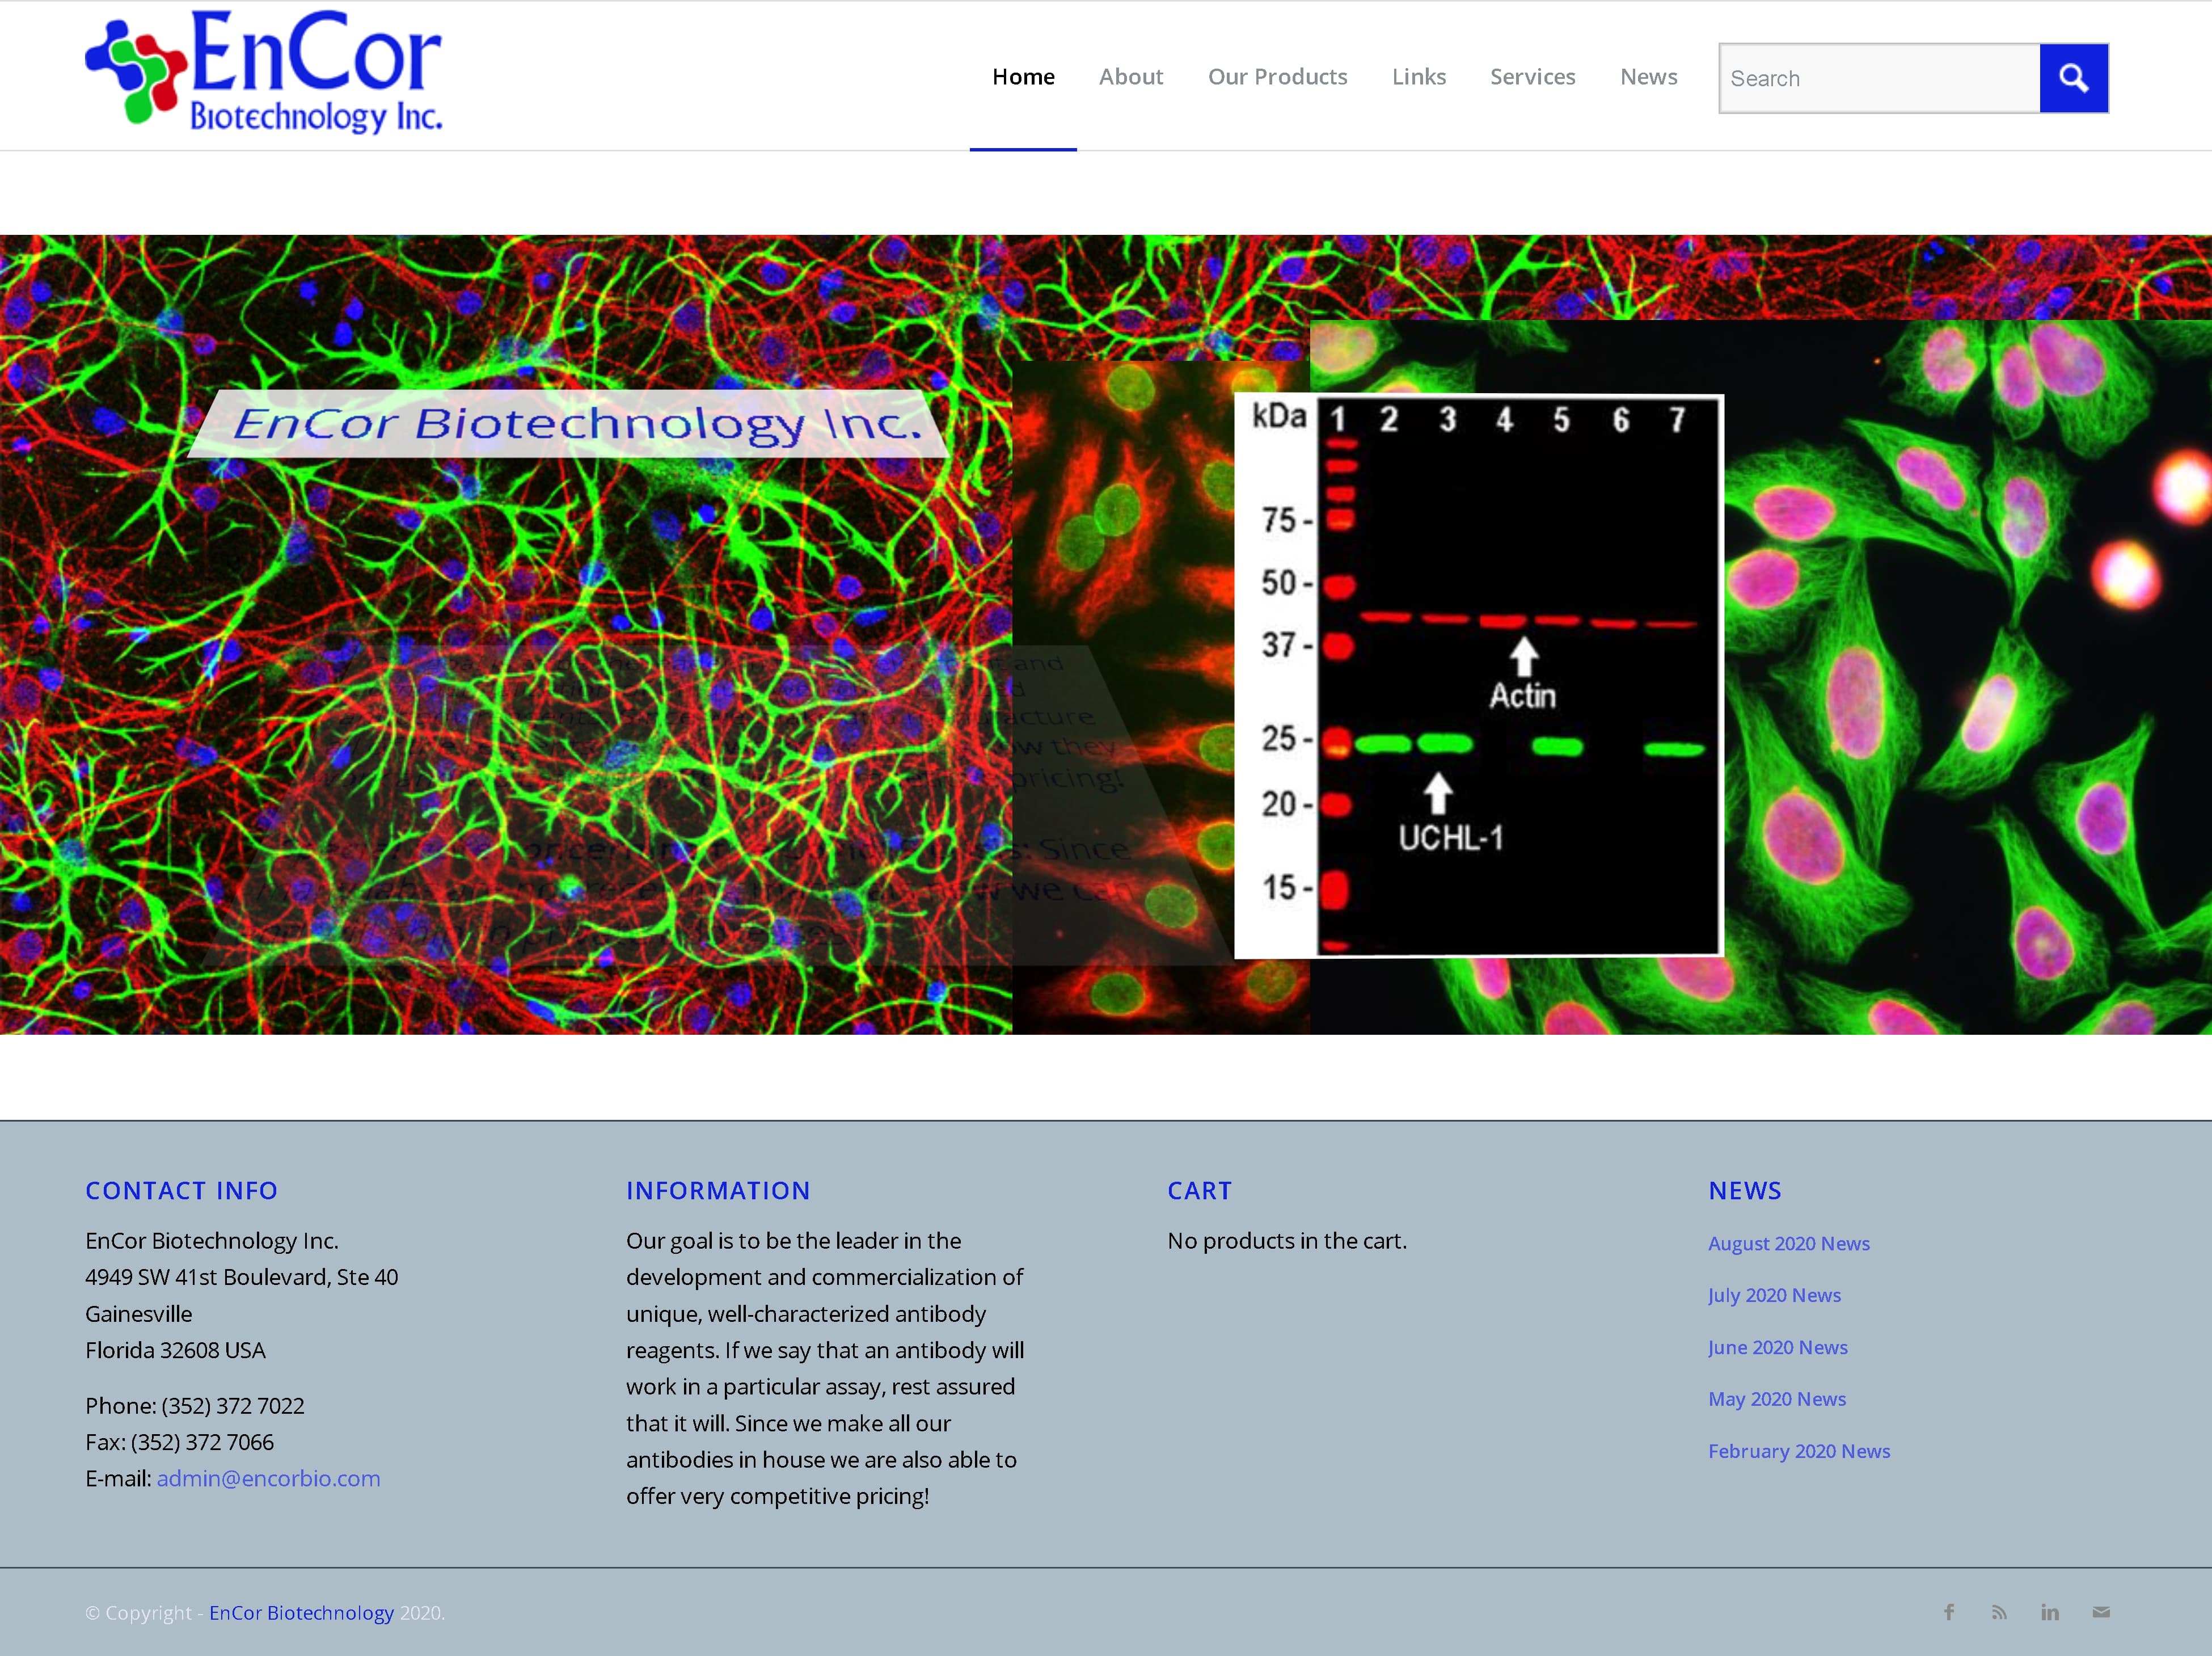 EnCor
Biotechnology Inc.
Home
About
Our Products
Links
Services
News
Search
EnCor Biotechnology Inc.
and
pricing!
Since
we can
kDa 1 2 3 4 5 6 7
75 -
50 -
37 -
Actin
25 -
20 -
UCHL-1
15 -
CONTACT INFO
EnCor Biotechnology Inc.
4949 SW 41st Boulevard, Ste 40
Gainesville
Florida 32608 USA
Phone: (352) 372 7022
Fax: (352) 372 7066
E-mail: admin@encorbio.com
INFORMATION
Our goal is to be the leader in the
development and commercialization of
unique, well-characterized antibody
reagents. If we say that an antibody will
work in a particular assay, rest assured
that it will. Since we make all our
antibodies in house we are also able to
offer very competitive pricing!
CART
No products in the cart.
NEWS
August 2020 News
July 2020 News
June 2020 News
May 2020 News
February 2020 News
© Copyright - EnCor Biotechnology 2020.